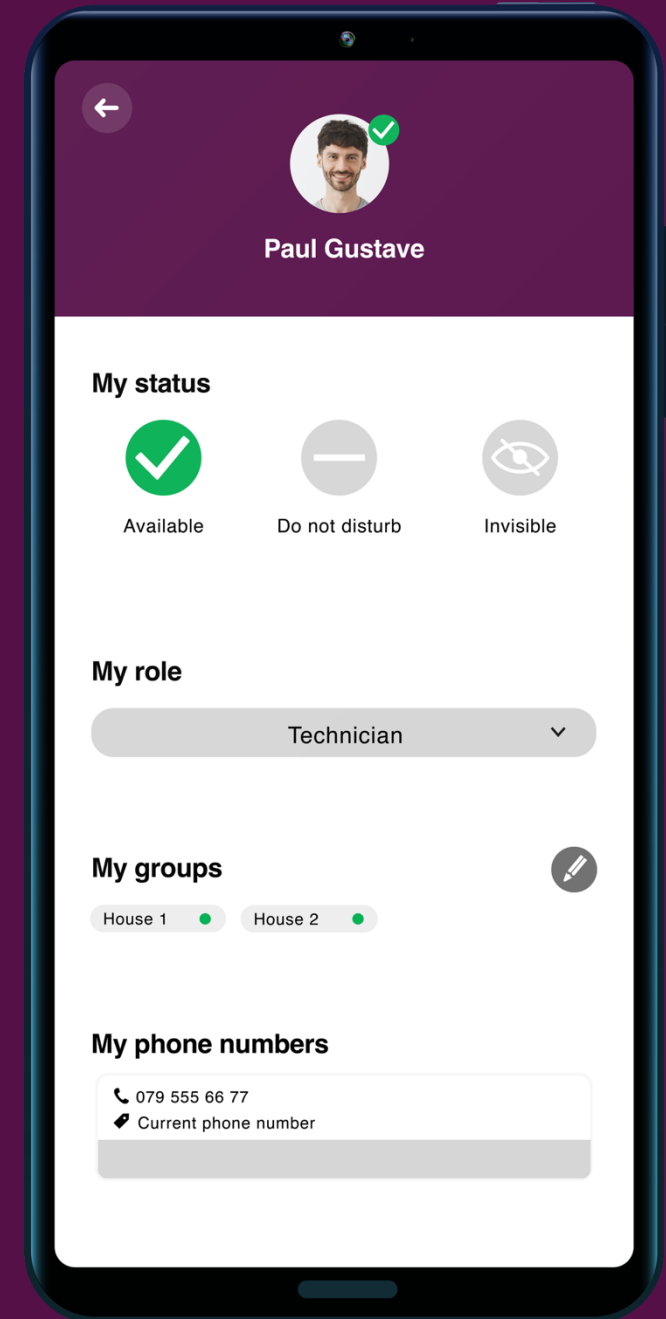 Paul Gustave
My status
Available Do not disturb Invisible
My role
Technician
My groups
House 1 House 2
My phone numbers
079 555 66 77
Current phone number